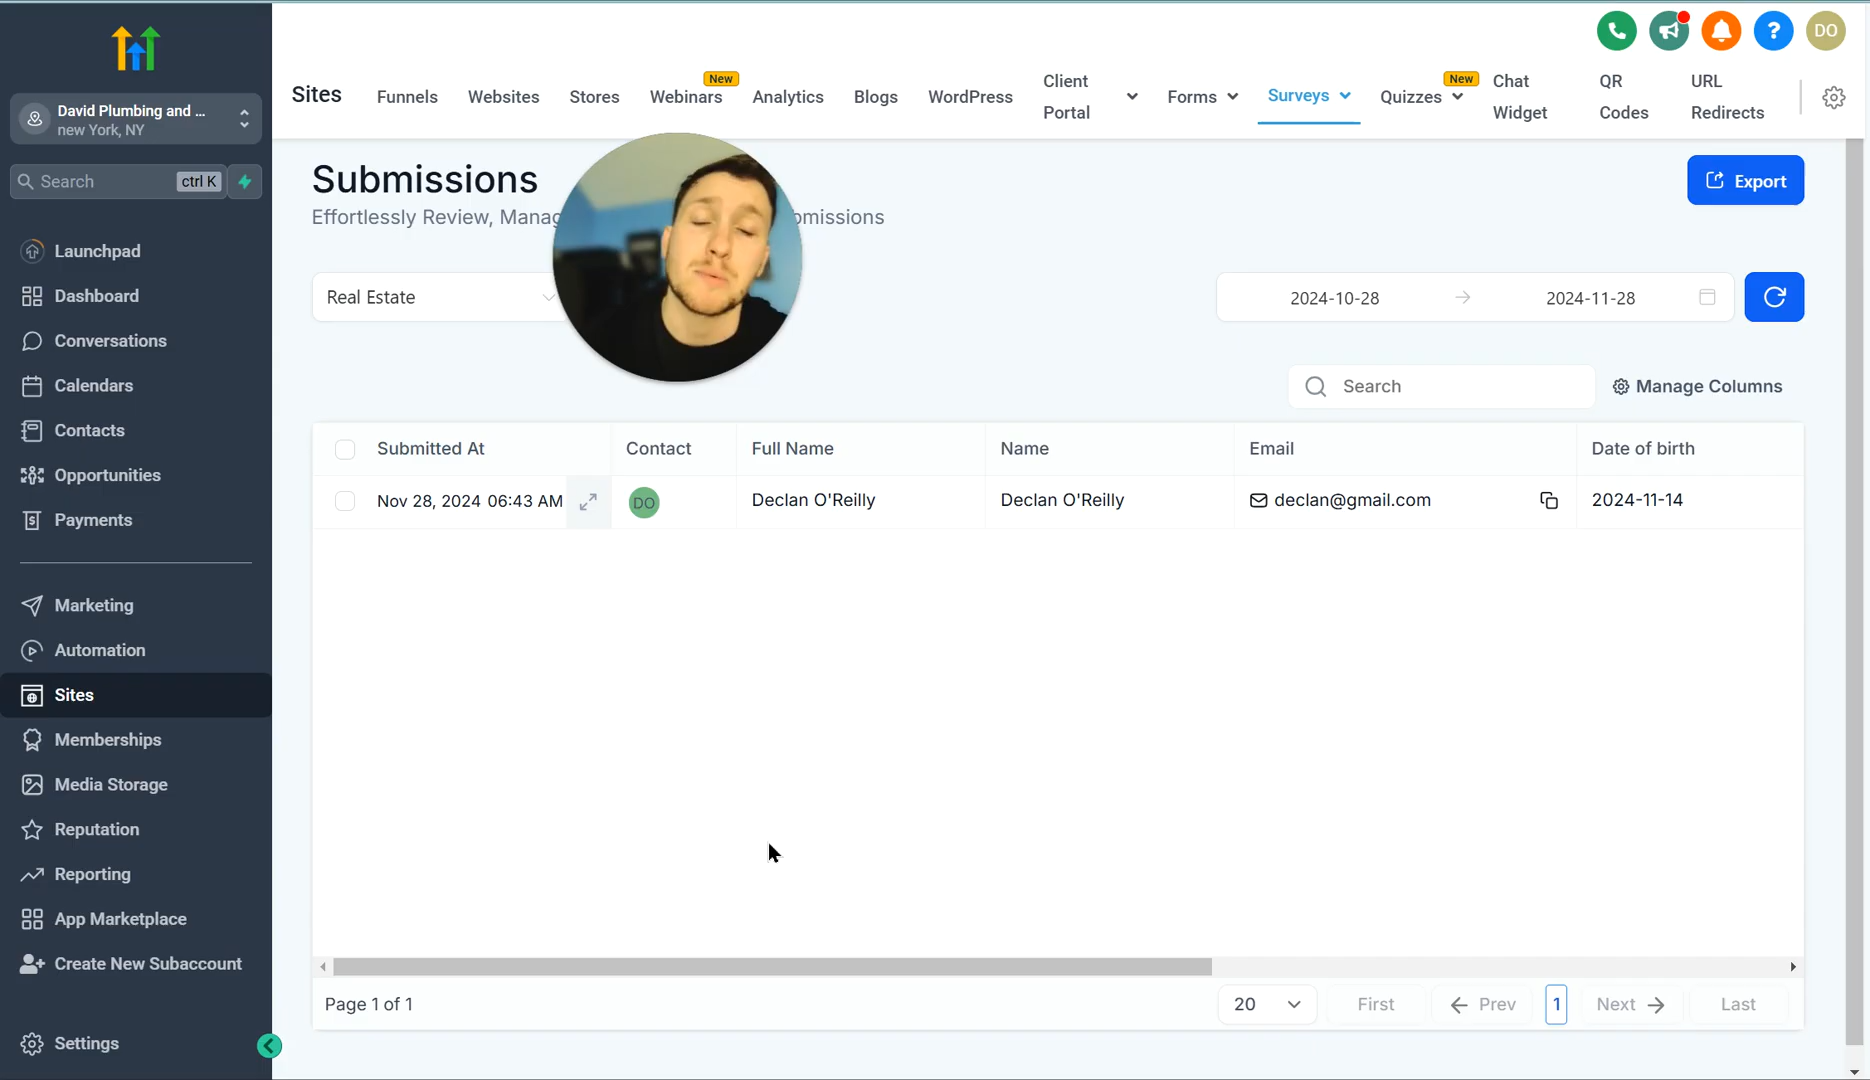 David Plumbing and ...
new York, NY
Search
ctrl K
Launchpad
Dashboard
Conversations
Calendars
Contacts
Opportunities
Payments
Marketing
Automation
Sites
Memberships
Media Storage
Reputation
Reporting
App Marketplace
Create New Subaccount
Settings
DO
Sites
Funnels
Websites
Stores
Webinars
New
Analytics
Blogs
WordPress
Client
Portal
Forms
Surveys
Quizzes
New
Chat
Widget
QR
Codes
URL
Redirects
Submissions
Effortlessly Review, Manag
bmissions
Export
Real Estate
2024-10-28
2024-11-28
Search
Manage Columns
Submitted At Contact Full Name Name Email Date of birth
Nov 28, 2024 06:43 AM DO Declan O'Reilly Declan O'Reilly declan@gmail.com 2024-11-14
Page 1 of 1
20
First
Prev
1
Next
Last